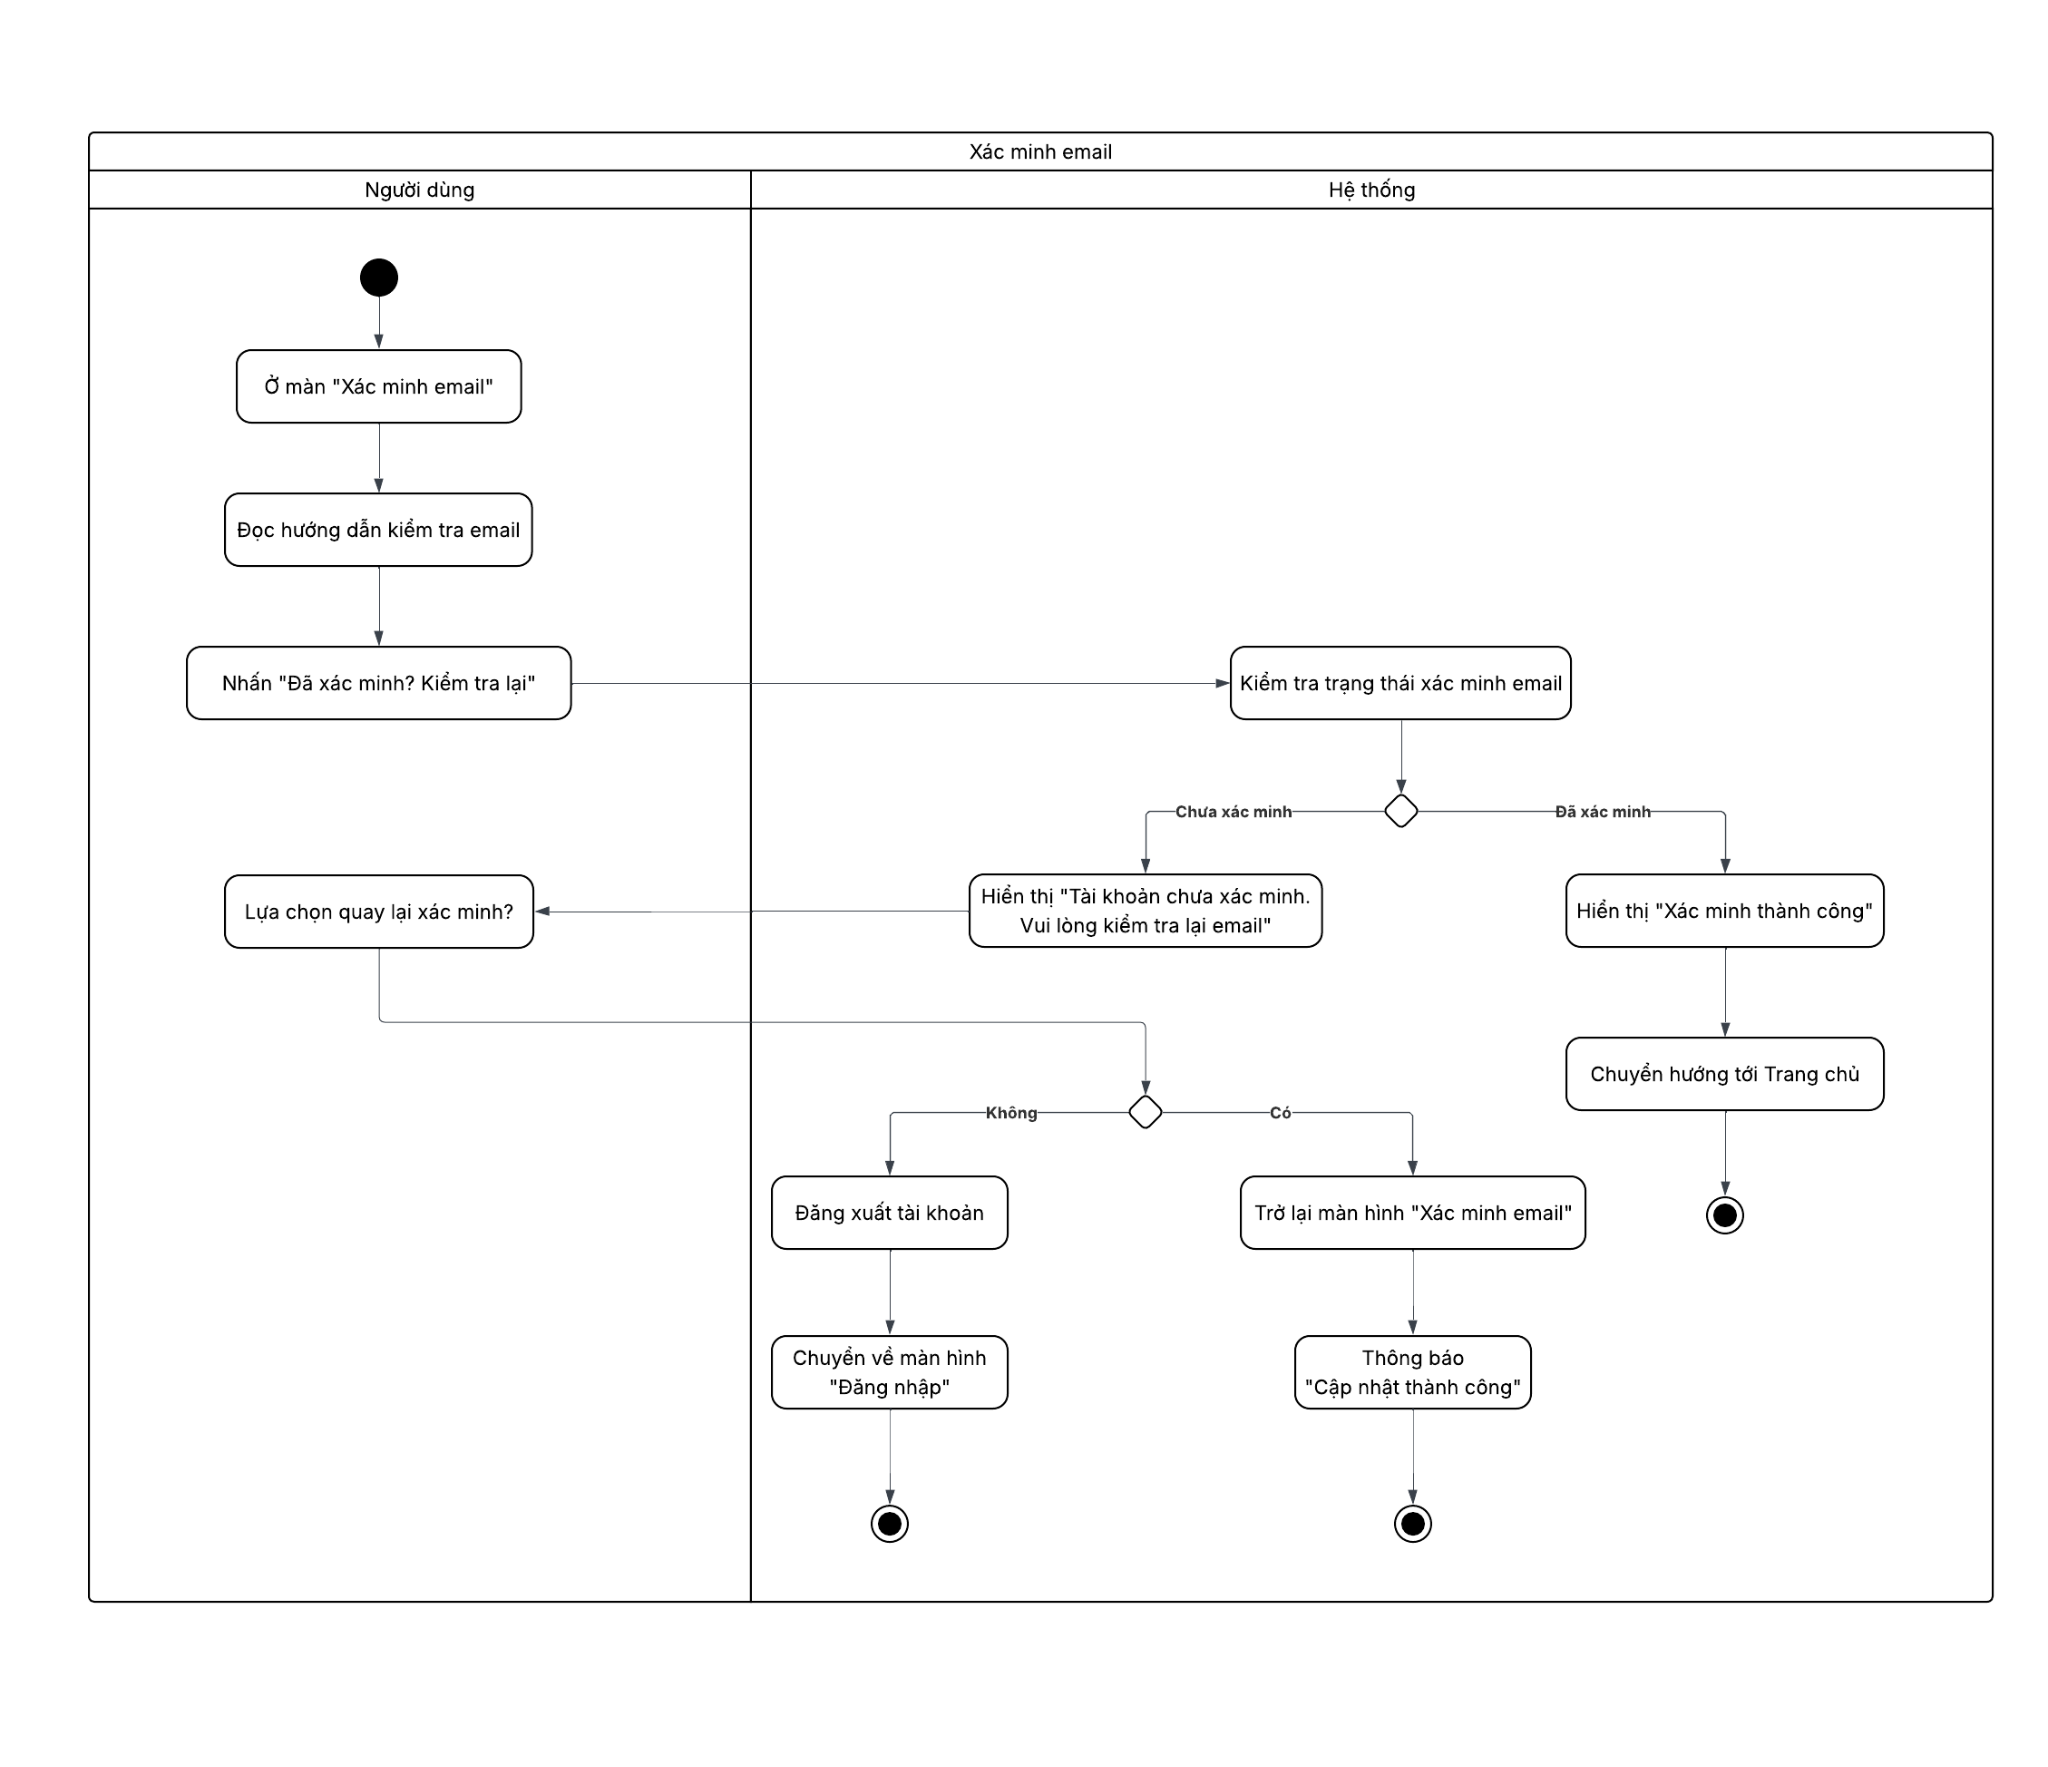 Xác minh email
Người dùng
Hệ thống
Ở màn "Xác minh email"
Đọc hướng dẫn kiểm tra email
Nhấn "Đã xác minh? Kiểm tra lại"
Kiểm tra trạng thái xác minh email
Chưa xác minh
Đã xác minh
Lựa chọn quay lại xác minh?
Hiển thị "Tài khoản chưa xác minh.
Vui lòng kiểm tra lại email"
Hiển thị "Xác minh thành công"
Chuyển hướng tới Trang chủ
Không
Có
Đăng xuất tài khoản
Trở lại màn hình "Xác minh email"
Chuyển về màn hình
"Đăng nhập"
Thông báo
"Cập nhật thành công"